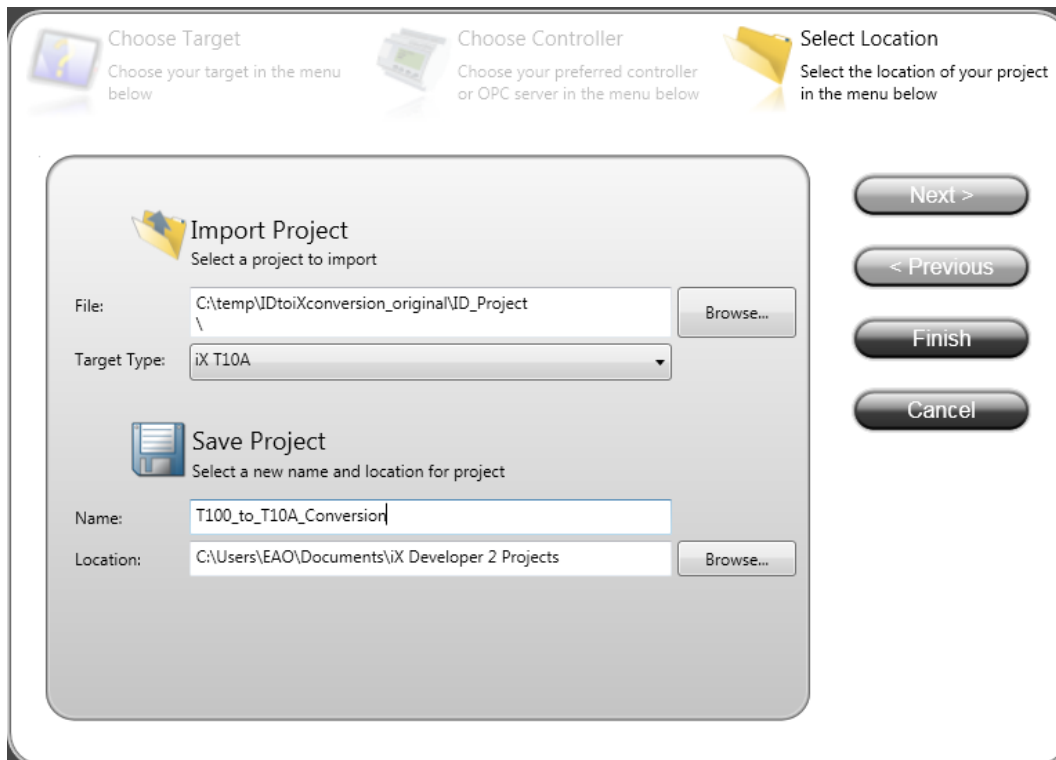 Choose Target
Choose your target in the menu
below
Choose Controller
Choose your preferred controller
or OPC server in the menu below
Select Location
Select the location of your project
in the menu below
Import Project
Select a project to import
File:
C:\temp\IDtoiXconversion_original\ID_Project
\
Browse...
Target Type:
iX T10A
Save Project
Select a new name and location for project
Name:
T100_to_T10A_Conversion
Location:
C:\Users\EAO\Documents\iX Developer 2 Projects
Browse...
Next >
< Previous
Finish
Cancel